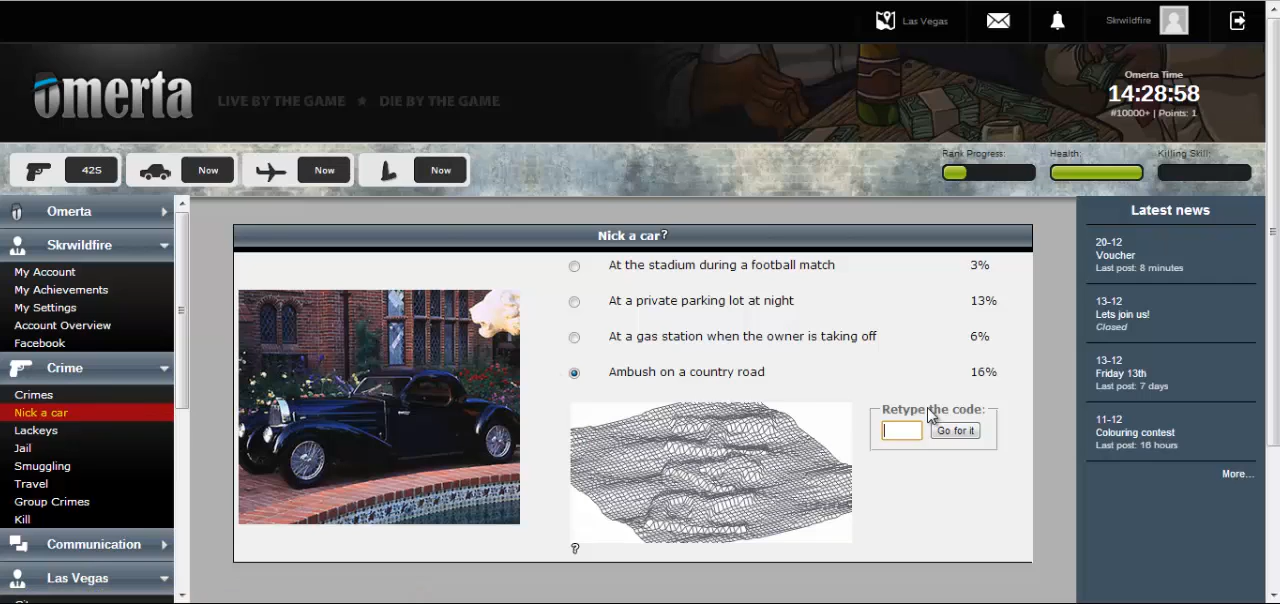 Las Vegas
Skrwildfire
Omerta
LIVE BY THE GAME ★ DIE BY THE GAME
Omerta Time
14:28:58
#10000+ | Points: 1
425
Now
Now
Now
Rank Progress:
Health:
Killing Skill:
Omerta
Skrwildfire
My Account
My Achievements
My Settings
Account Overview
Facebook
Crime
Crimes
Nick a car
Lackeys
Jail
Smuggling
Travel
Group Crimes
Kill
Communication
Las Vegas
Nick a car?
At the stadium during a football match 3%
At a private parking lot at night 13%
At a gas station when the owner is taking off 6%
Ambush on a country road 16%
Retype the code:
Go for it
?
Latest news
20-12
Voucher
Last post: 8 minutes
13-12
Lets join us!
Closed
13-12
Friday 13th
Last post: 7 days
11-12
Colouring contest
Last post: 16 hours
More...